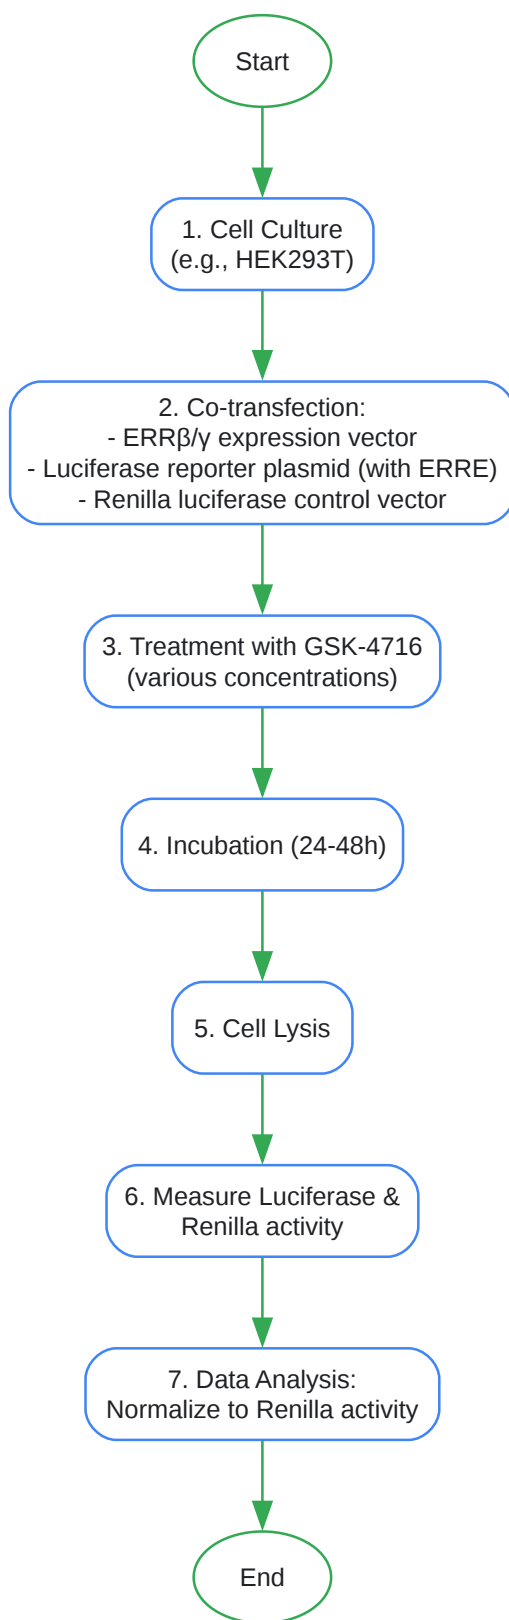 Start
1. Cell Culture
(e.g., HEK293T)
2. Co-transfection:
- ERRβ/γ expression vector
- Luciferase reporter plasmid (with ERRE)
- Renilla luciferase control vector
3. Treatment with GSK-4716
(various concentrations)
4. Incubation (24-48h)
5. Cell Lysis
6. Measure Luciferase &
Renilla activity
7. Data Analysis:
Normalize to Renilla activity
End